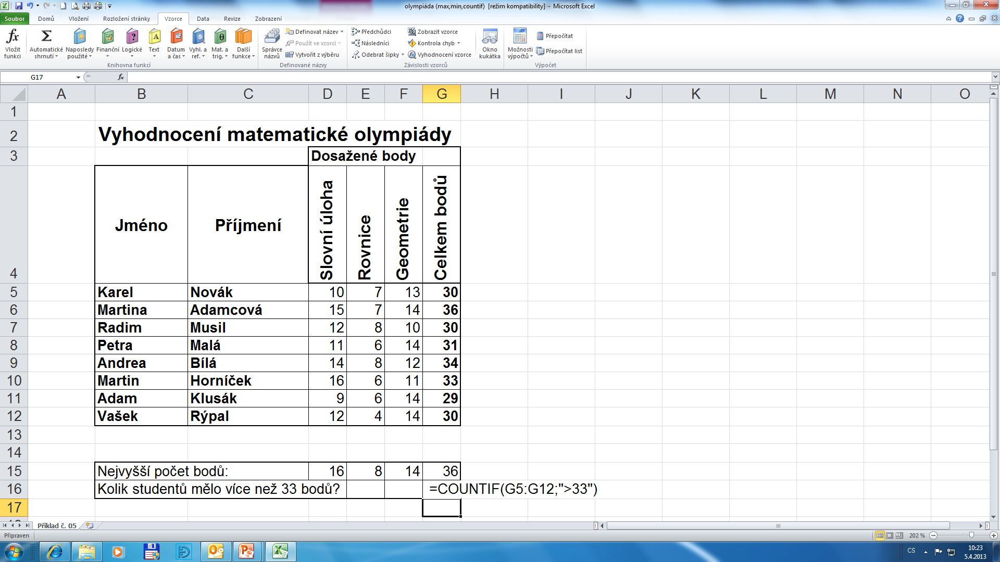 olympiáda (max,min,countif) [režim kompatibility] - Microsoft Excel
Soubor Domů Vložení Rozložení stránky Vzorce Data Revize Zobrazení
Vložit funkci
Automatické shrnutí
Naposledy použité
Finanční
Logické
Text
Datum a čas
Vyhl. a ref.
Mat. a trig.
Další funkce
Knihovna funkcí
Správce názvů
Definovat název
Použít ve vzorci
Vytvořit z výběru
Definované názvy
Předchůdci
Následníci
Odebrat šipky
Zobrazit vzorce
Kontrola chyb
Vyhodnocení vzorce
Závislosti vzorců
Okno kukátka
Možnosti výpočtů
Přepočítat
Přepočítat list
Výpočet
G17 fx
A B C D E F G H I J K L M N O
1
2 Vyhodnocení matematické olympiády
3 Dosažené body
4 Jméno Příjmení Slovní úloha Rovnice Geometrie Celkem bodů
5 Karel Novák 10 7 13 30
6 Martina Adamcová 15 7 14 36
7 Radim Musil 12 8 10 30
8 Petra Malá 11 6 14 31
9 Andrea Bílá 14 8 12 34
10 Martin Horníček 16 6 11 33
11 Adam Klusák 9 6 14 29
12 Vašek Rýpal 12 4 14 30
13
14
15 Nejvyšší počet bodů: 16 8 14 36
16 Kolik studentů mělo více než 33 bodů? =COUNTIF(G5:G12;">33")
17
Příklad č. 05
Připraven 202 %
CS 10:23
5.4.2013